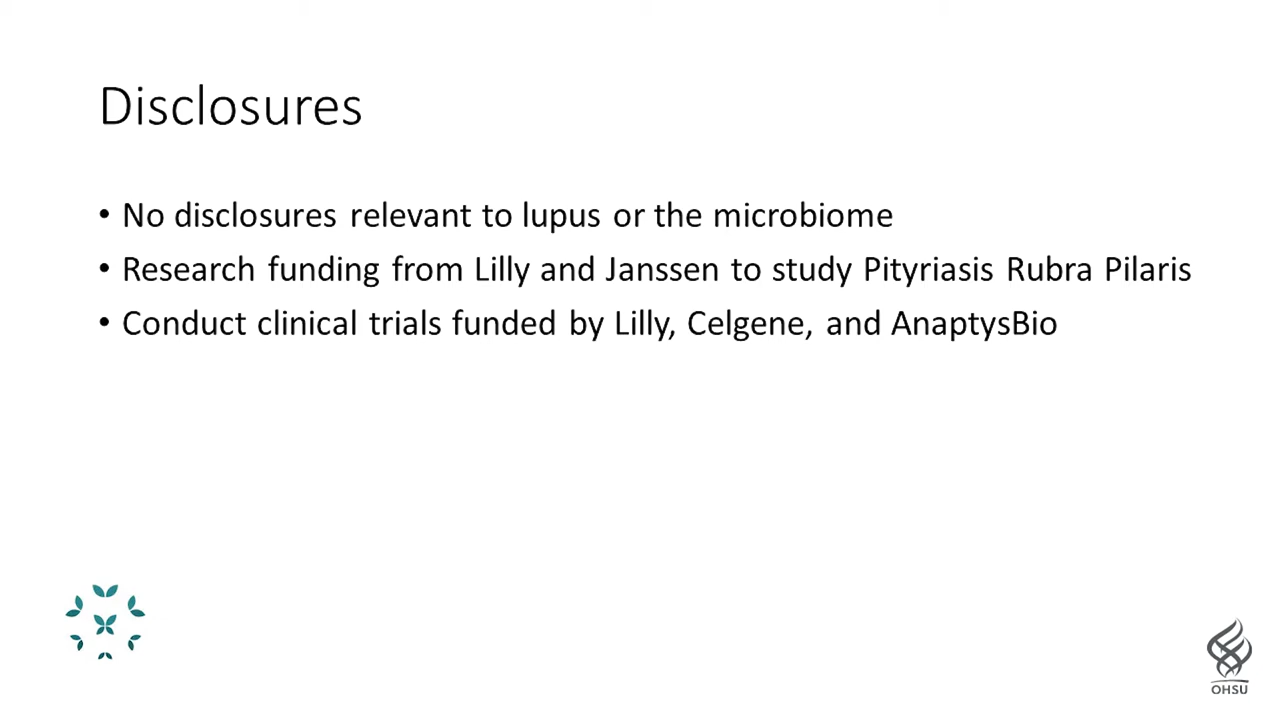 Disclosures
• No disclosures relevant to lupus or the microbiome
• Research funding from Lilly and Janssen to study Pityriasis Rubra Pilaris
• Conduct clinical trials funded by Lilly, Celgene, and AnaptysBio
OHSU